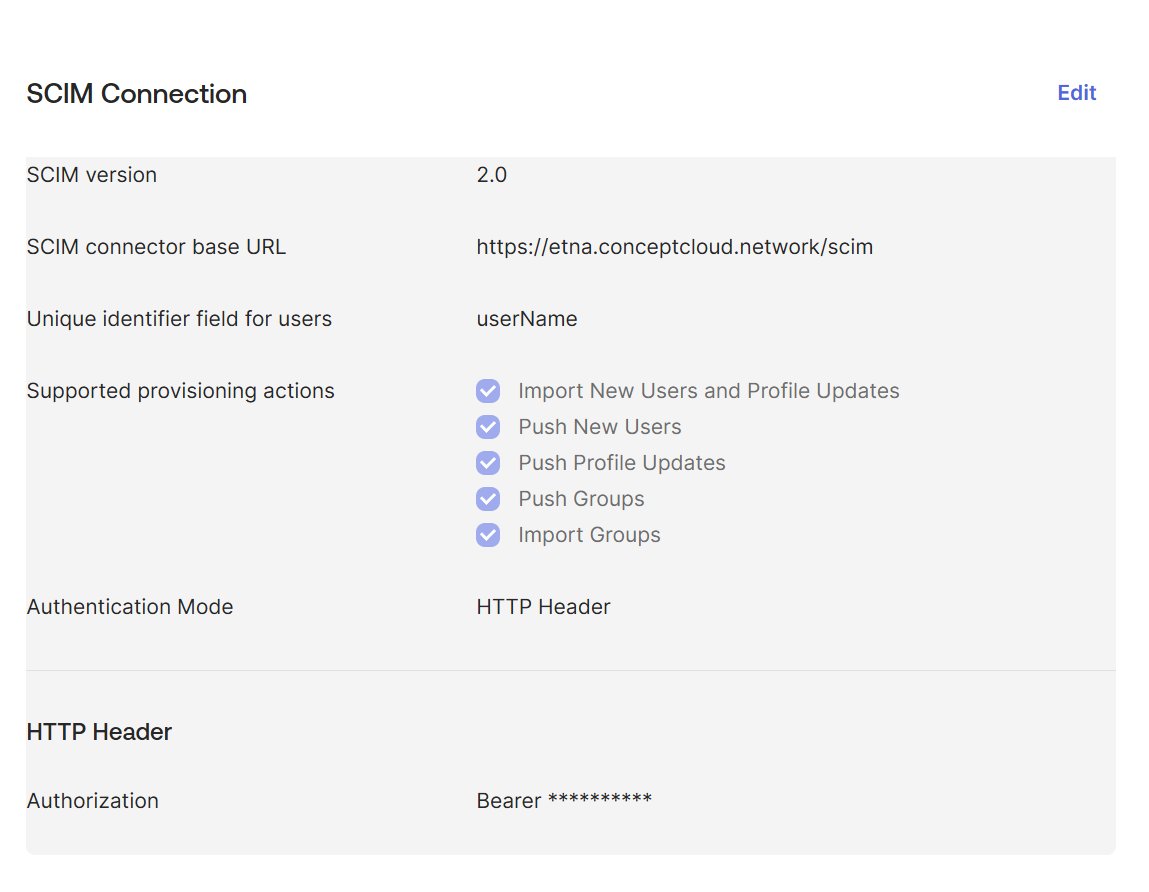 SCIM Connection
Edit
SCIM version 2.0
SCIM connector base URL https://etna.conceptcloud.network/scim
Unique identifier field for users userName
Supported provisioning actions Import New Users and Profile Updates
Push New Users
Push Profile Updates
Push Groups
Import Groups
Authentication Mode HTTP Header
HTTP Header
Authorization Bearer **********